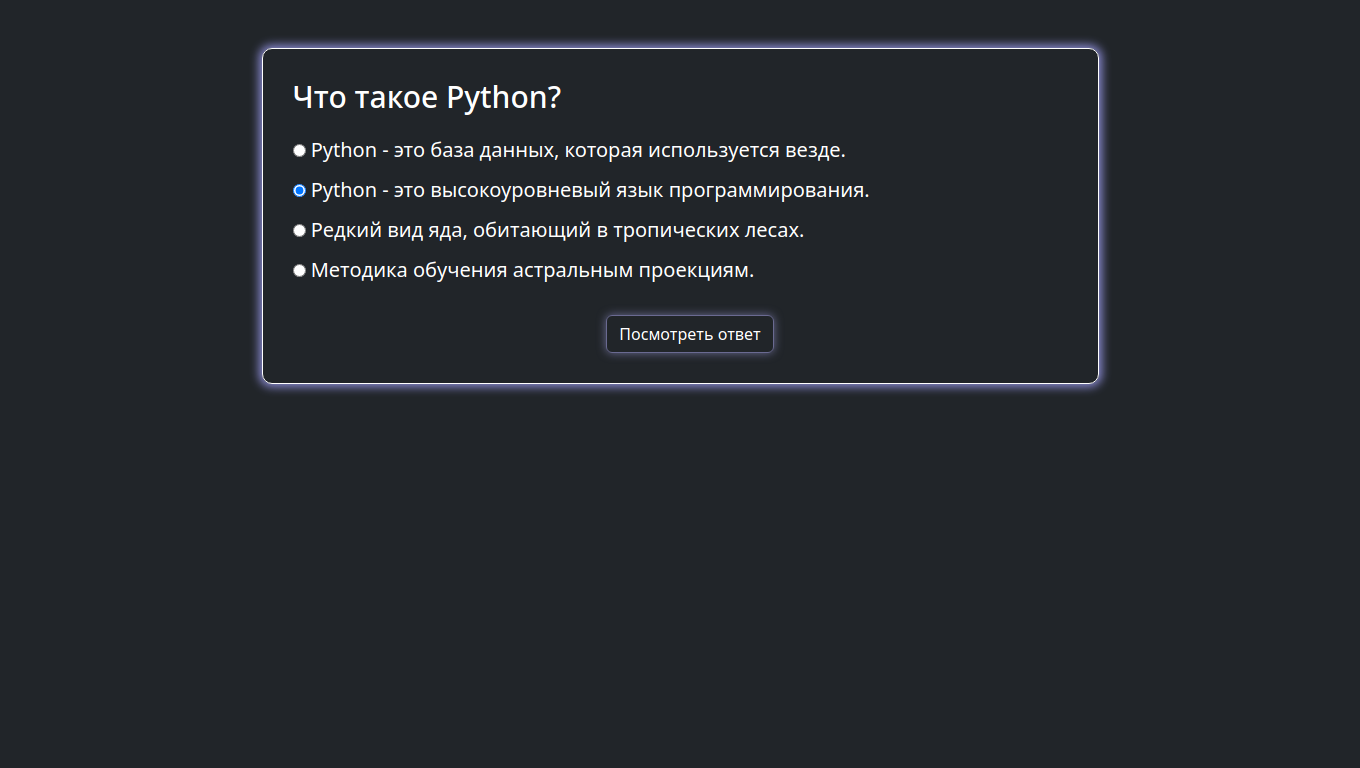 Что такое Python?
Python - это база данных, которая используется везде.
Python - это высокоуровневый язык программирования.
Редкий вид яда, обитающий в тропических лесах.
Методика обучения астральным проекциям.
Посмотреть ответ